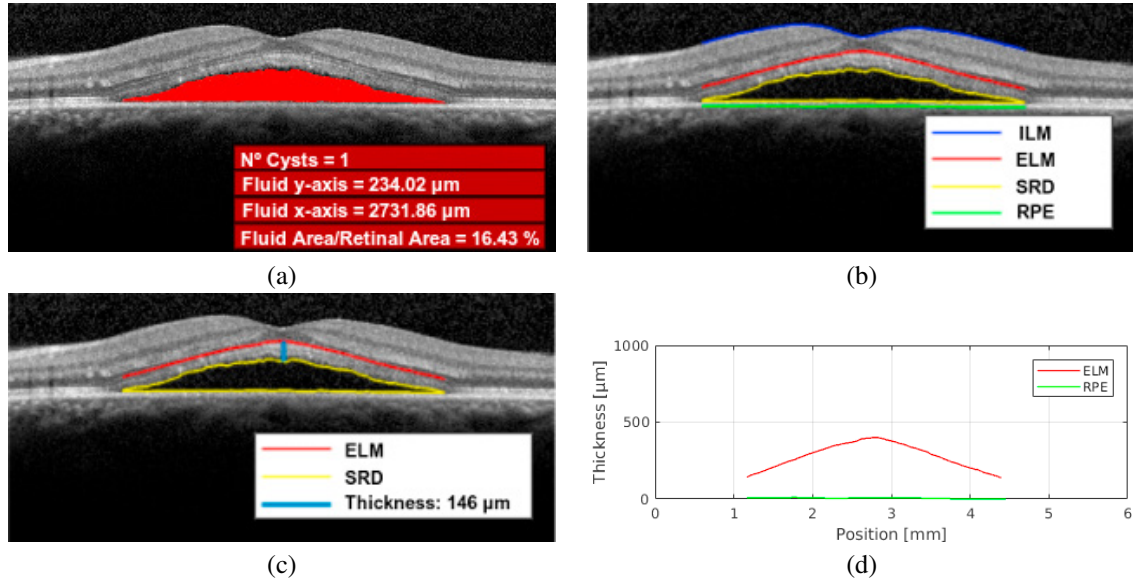 Nº Cysts = 1
Fluid y-axis = 234.02 µm
Fluid x-axis = 2731.86 µm
Fluid Area/Retinal Area = 16.43 %
(a)
ILM
ELM
SRD
RPE
(b)
ELM
SRD
Thickness: 146 µm
(c)
Thickness [µm]
1000
500
0
ELM
RPE
0 1 2 3 4 5 6
Position [mm]
(d)